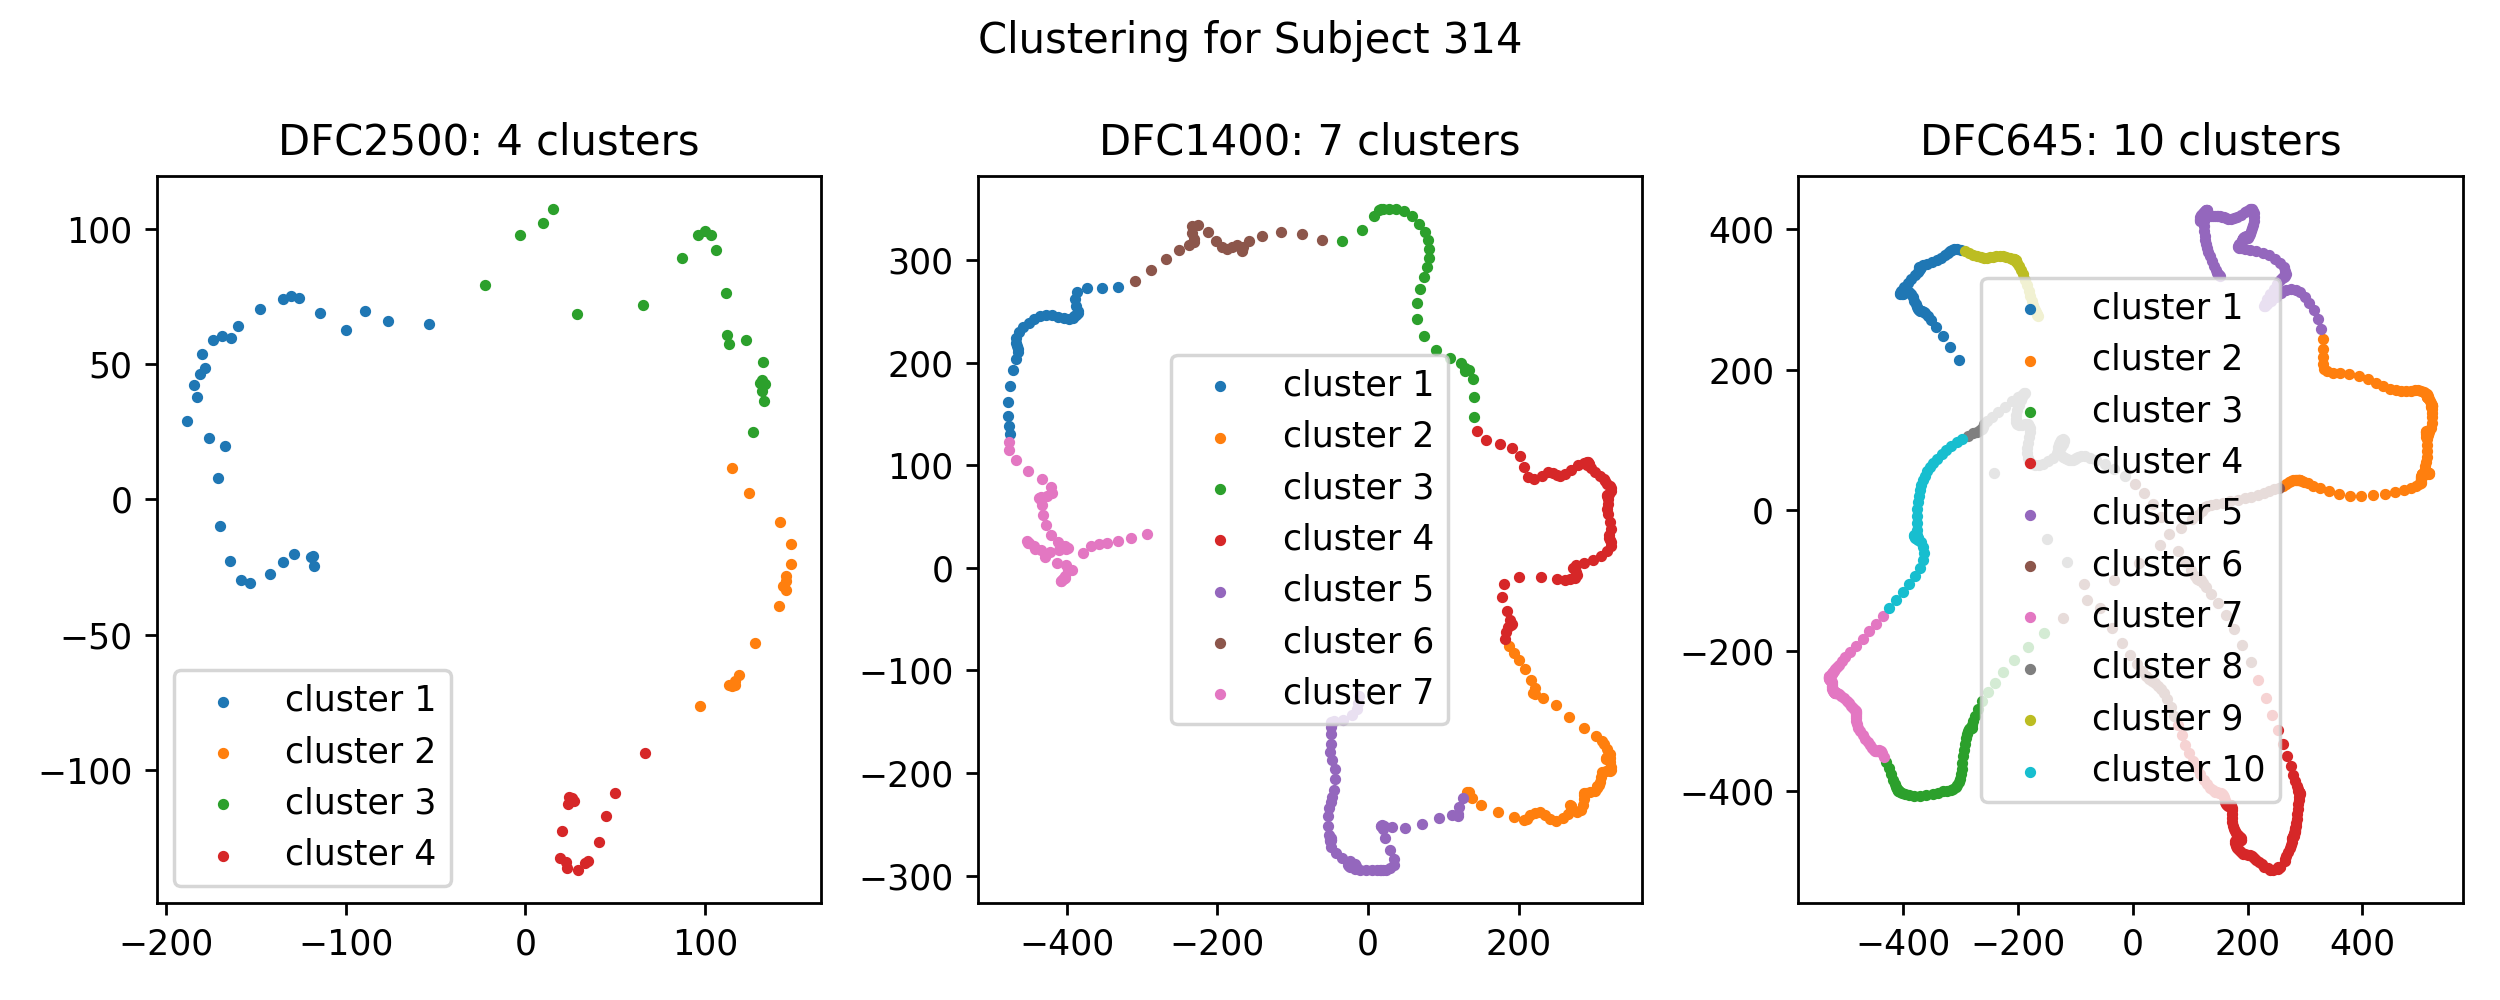 Clustering for Subject 314
DFC2500: 4 clusters
100
50
0
−50
−100
−200
−100
0
100
cluster 1
cluster 2
cluster 3
cluster 4
DFC1400: 7 clusters
300
200
100
0
−100
−200
−300
−400
−200
0
200
cluster 1
cluster 2
cluster 3
cluster 4
cluster 5
cluster 6
cluster 7
DFC645: 10 clusters
400
200
0
−200
−400
−400
−200
0
200
400
cluster 1
cluster 2
cluster 3
cluster 4
cluster 5
cluster 6
cluster 7
cluster 8
cluster 9
cluster 10